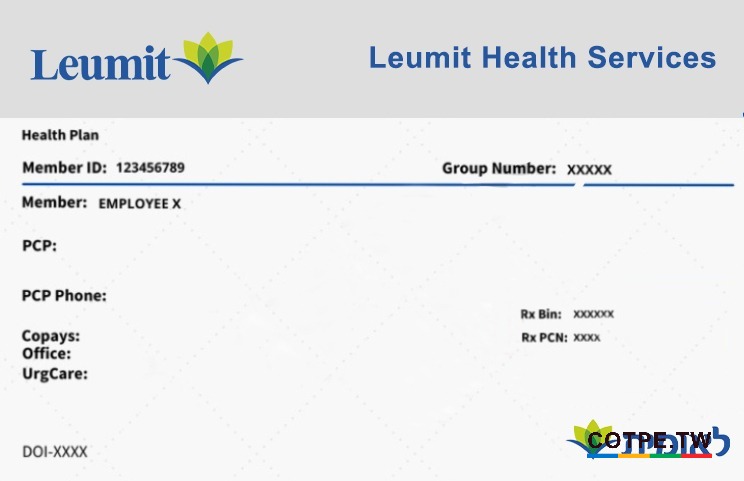 Leumit
Leumit Health Services
Health Plan
Member ID: 123456789 Group Number: XXXXX
Member: EMPLOYEE X
PCP:
PCP Phone:
Rx Bin: XXXXXX
Copays: Rx PCN: XXXX
Office:
UrgCare:
DOI-XXXX
COTPE.TW